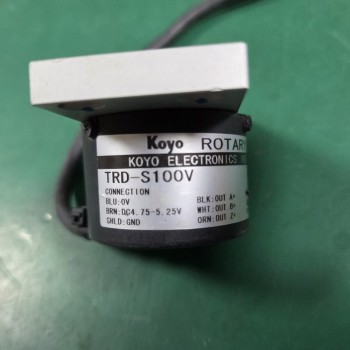 Koyo ROTARY
KOYO ELECTRONICS
TRD-S100V
CONNECTION
BLU:0V BLK:OUT A+
BRN:DC4.75-5.25V WHT:OUT B+
SHLD:GND ORN:OUT Z+